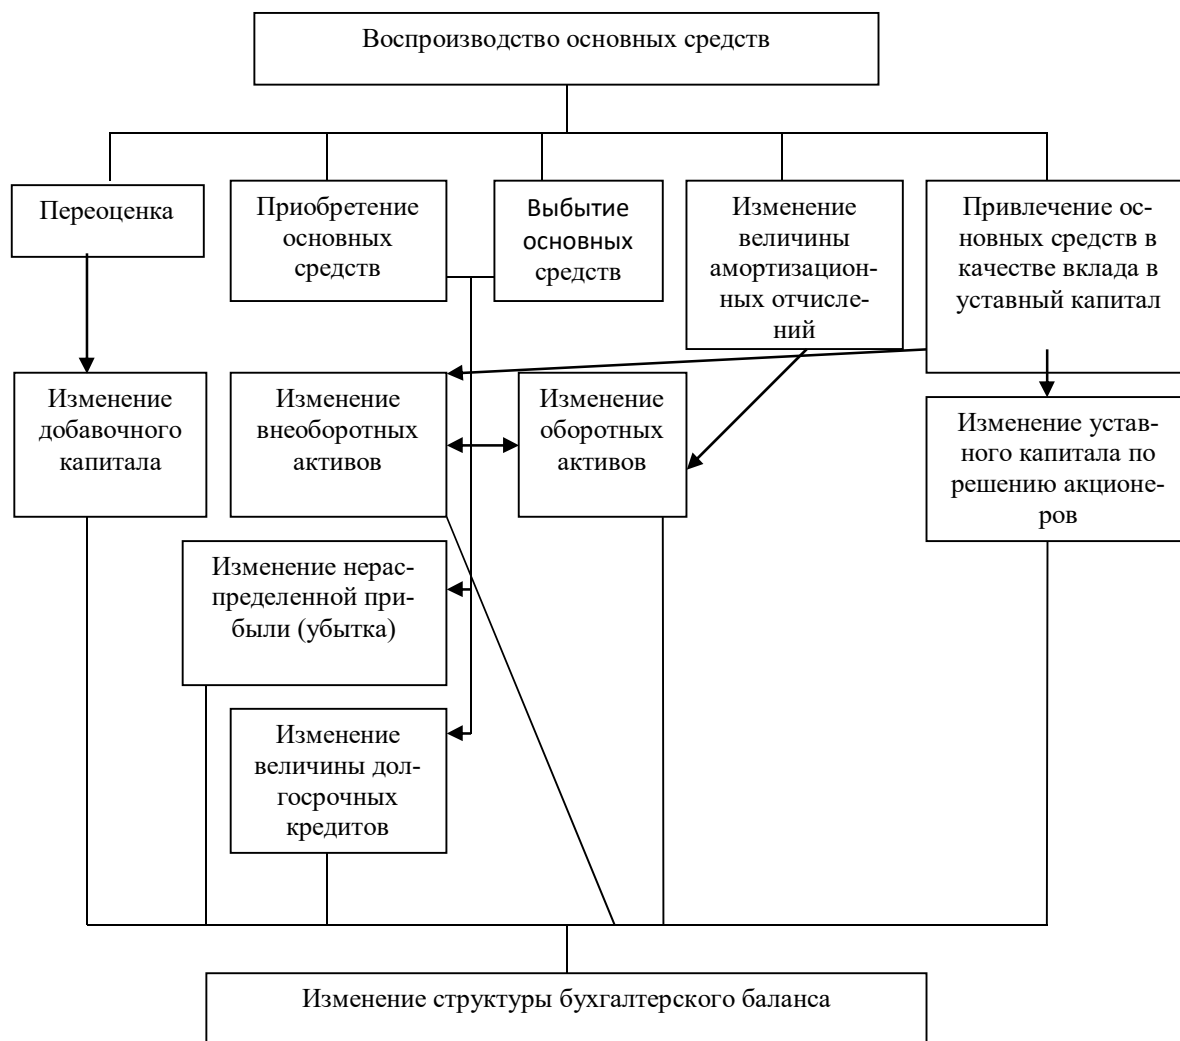 Воспроизводство основных средств
Переоценка
Приобретение
основных
средств
Выбытие
основных
средств
Изменение
величины
амортизацион-
ных отчисле-
ний
Привлечение ос-
новных средств в
качестве вклада в
уставный капитал
Изменение
добавочного
капитала
Изменение
внеоборотных
активов
Изменение
оборотных
активов
Изменение устав-
ного капитала по
решению акционе-
ров
Изменение нерас-
пределенной при-
были (убытка)
Изменение
величины дол-
госрочных
кредитов
Изменение структуры бухгалтерского баланса